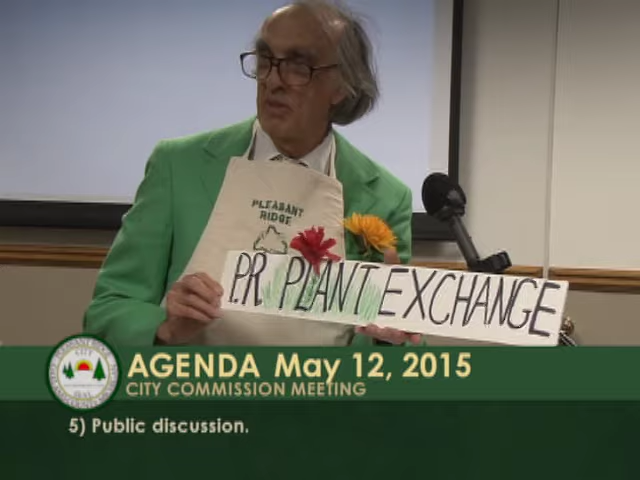 PLEASANT
RIDGE
P.R PLANT EXCHANGE
AGENDA May 12, 2015
CITY COMMISSION MEETING
5) Public discussion.